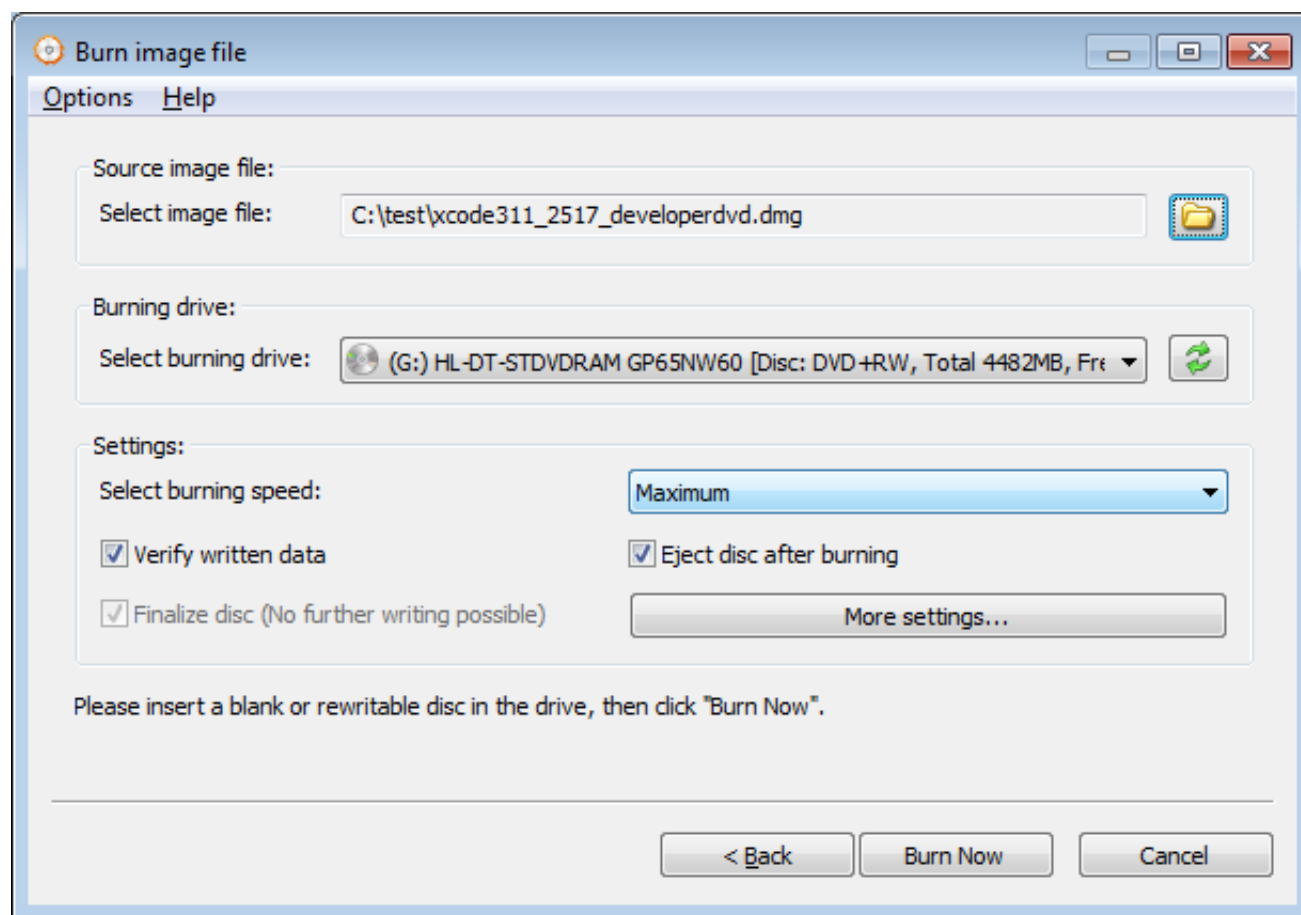 Burn image file
Options Help
Source image file:
Select image file: C:\test\xcode311_2517_developerdvd.dmg
Burning drive:
Select burning drive: (G:) HL-DT-STDVDRAM GP65NW60 [Disc: DVD+RW, Total 4482MB, Fre
Settings:
Select burning speed: Maximum
Verify written data Eject disc after burning
Finalize disc (No further writing possible) More settings...
Please insert a blank or rewritable disc in the drive, then click "Burn Now".
< Back Burn Now Cancel